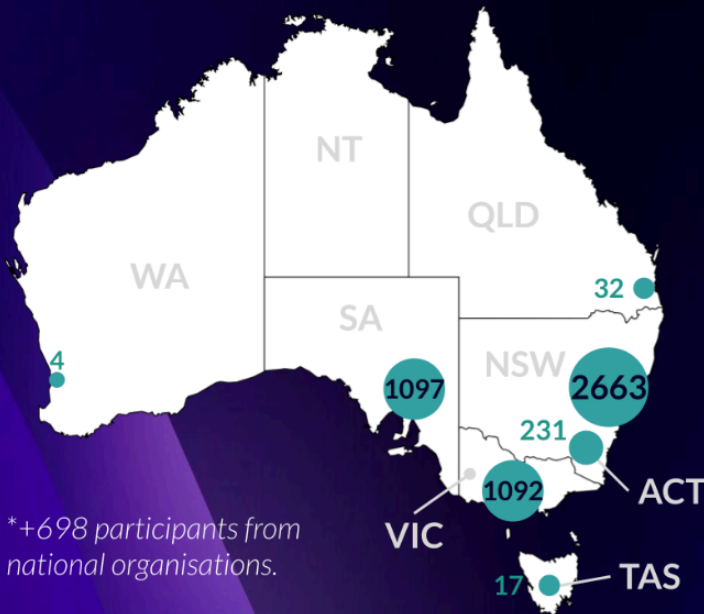 NT
QLD
WA
32
SA
4
NSW
1097
2663
231
1092
ACT
VIC
*+698 participants from
national organisations.
17
TAS